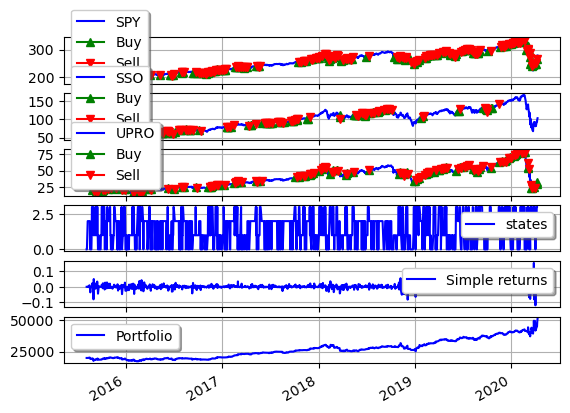 SPY
Buy
Sell
300
200
SSO
Buy
Sell
150
100
50
UPRO
Buy
Sell
75
50
25
states
2.5
0.0
Simple returns
0.1
0.0
−0.1
Portfolio
50000
25000
2016 2017 2018 2019 2020